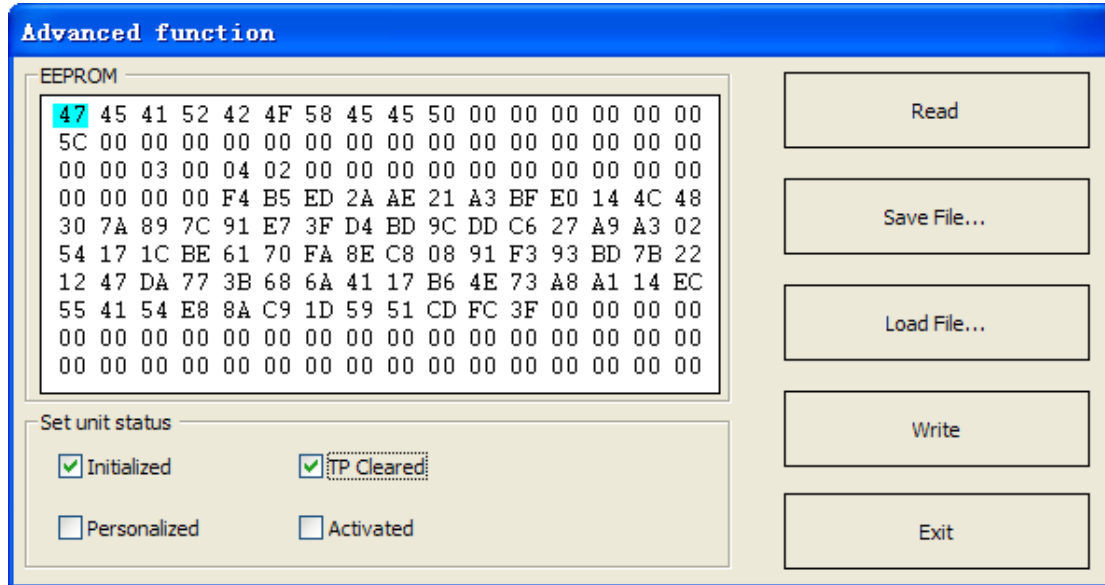 Advanced function
EEPROM
47 45 41 52 42 4F 58 45 45 50 00 00 00 00 00 00
5C 00 00 00 00 00 00 00 00 00 00 00 00 00 00 00
00 00 03 00 04 02 00 00 00 00 00 00 00 00 00 00
00 00 00 00 F4 B5 ED 2A AE 21 A3 BF E0 14 4C 48
30 7A 89 7C 91 E7 3F D4 BD 9C DD C6 27 A9 A3 02
54 17 1C BE 61 70 FA 8E C8 08 91 F3 93 BD 7B 22
12 47 DA 77 3B 68 6A 41 17 B6 4E 73 A8 A1 14 EC
55 41 54 E8 8A C9 1D 59 51 CD FC 3F 00 00 00 00
00 00 00 00 00 00 00 00 00 00 00 00 00 00 00 00
00 00 00 00 00 00 00 00 00 00 00 00 00 00 00 00
Set unit status
Initialized
TP Cleared
Personalized
Activated
Read
Save File...
Load File...
Write
Exit